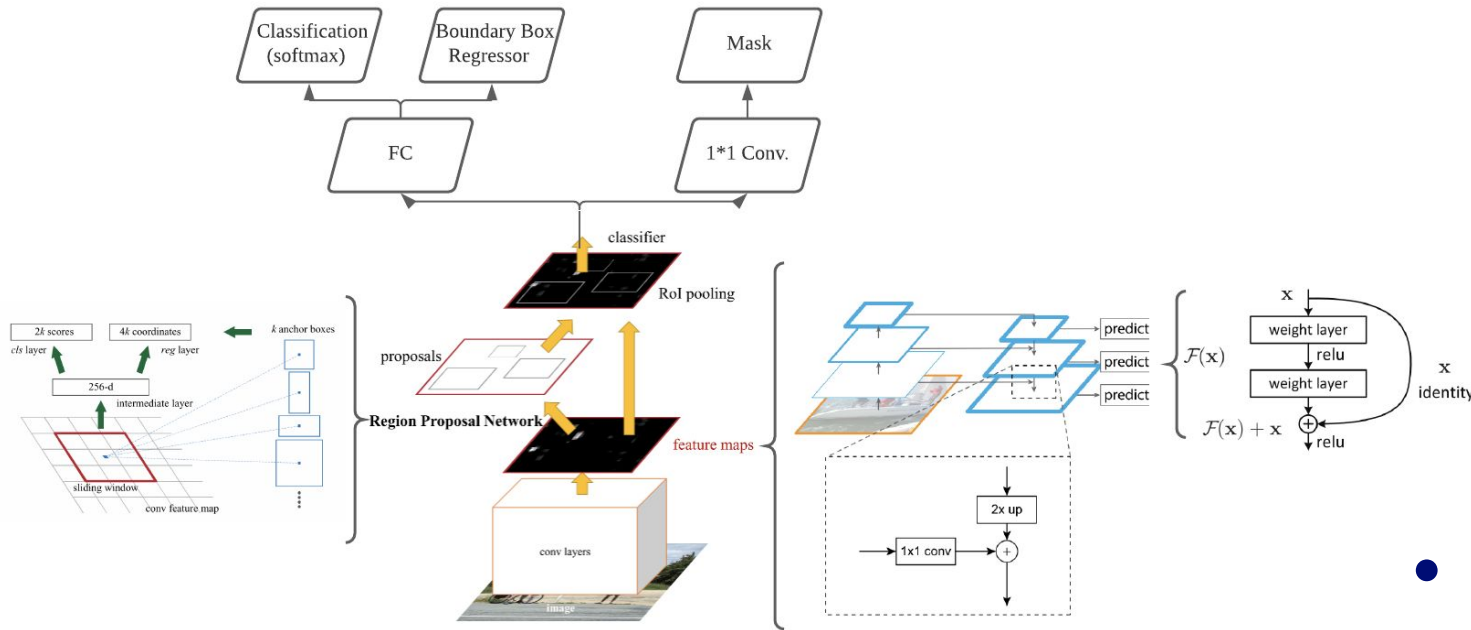 Classification
(softmax)
Boundary Box
Regressor
Mask
FC
1*1 Conv.
classifier
RoI pooling
proposals
Region Proposal Network
feature maps
conv layers
image
2k scores
4k coordinates
k anchor boxes
cls layer
reg layer
256-d
intermediate layer
sliding window
conv feature map
predict
predict
predict
2x up
1x1 conv
+
x
weight layer
relu
F(x)
weight layer
x
identity
F(x) + x
+
relu